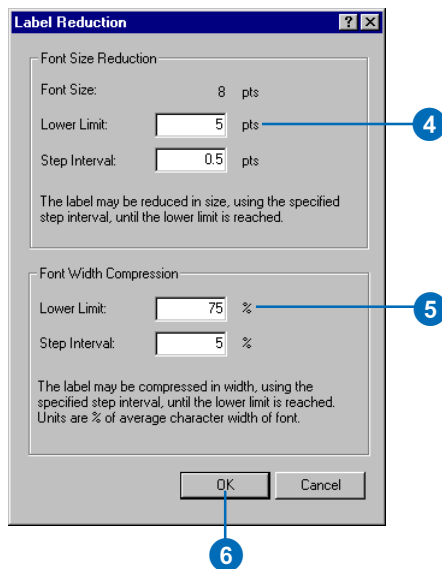 Label Reduction ? X
Font Size Reduction
Font Size: 8 pts
Lower Limit: 5 pts 4
Step Interval: 0.5 pts
The label may be reduced in size, using the specified
step interval, until the lower limit is reached.
Font Width Compression
Lower Limit: 75 % 5
Step Interval: 5 %
The label may be compressed in width, using the
specified step interval, until the lower limit is reached.
Units are % of average character width of font.
OK Cancel
6